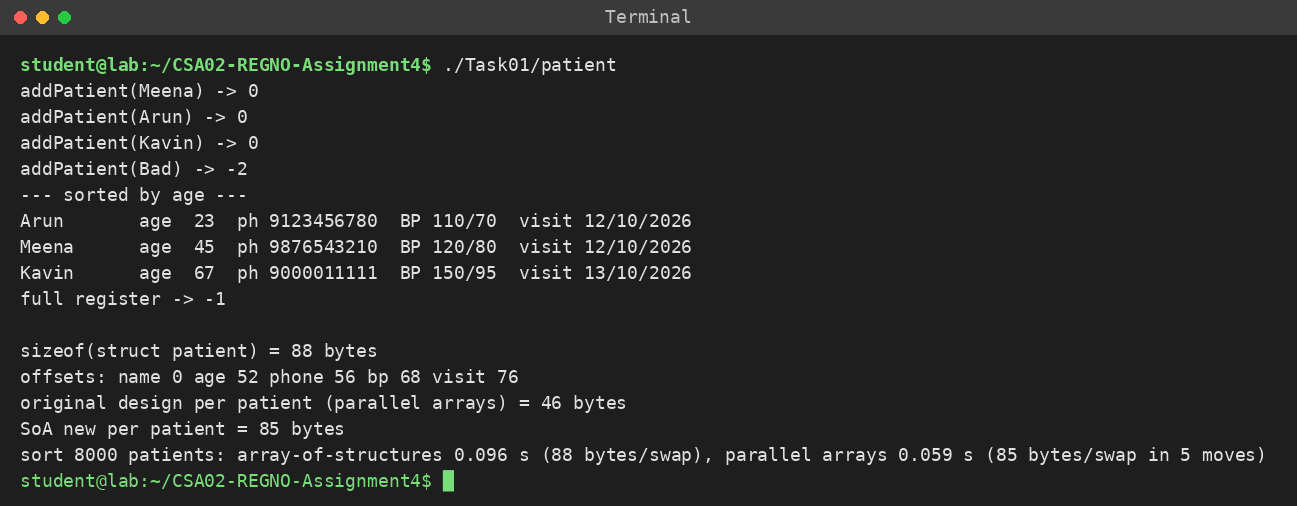 Terminal
student@lab:~/CSA02-REGNO-Assignment4$ ./Task01/patient
addPatient(Meena) -> 0
addPatient(Arun) -> 0
addPatient(Kavin) -> 0
addPatient(Bad) -> -2
--- sorted by age ---
Arun       age  23  ph 9123456780  BP 110/70  visit 12/10/2026
Meena      age  45  ph 9876543210  BP 120/80  visit 12/10/2026
Kavin      age  67  ph 9000011111  BP 150/95  visit 13/10/2026
full register -> -1
sizeof(struct patient) = 88 bytes
offsets: name 0 age 52 phone 56 bp 68 visit 76
original design per patient (parallel arrays) = 46 bytes
SoA new per patient = 85 bytes
sort 8000 patients: array-of-structures 0.096 s (88 bytes/swap), parallel arrays 0.059 s (85 bytes/swap in 5 moves)
student@lab:~/CSA02-REGNO-Assignment4$